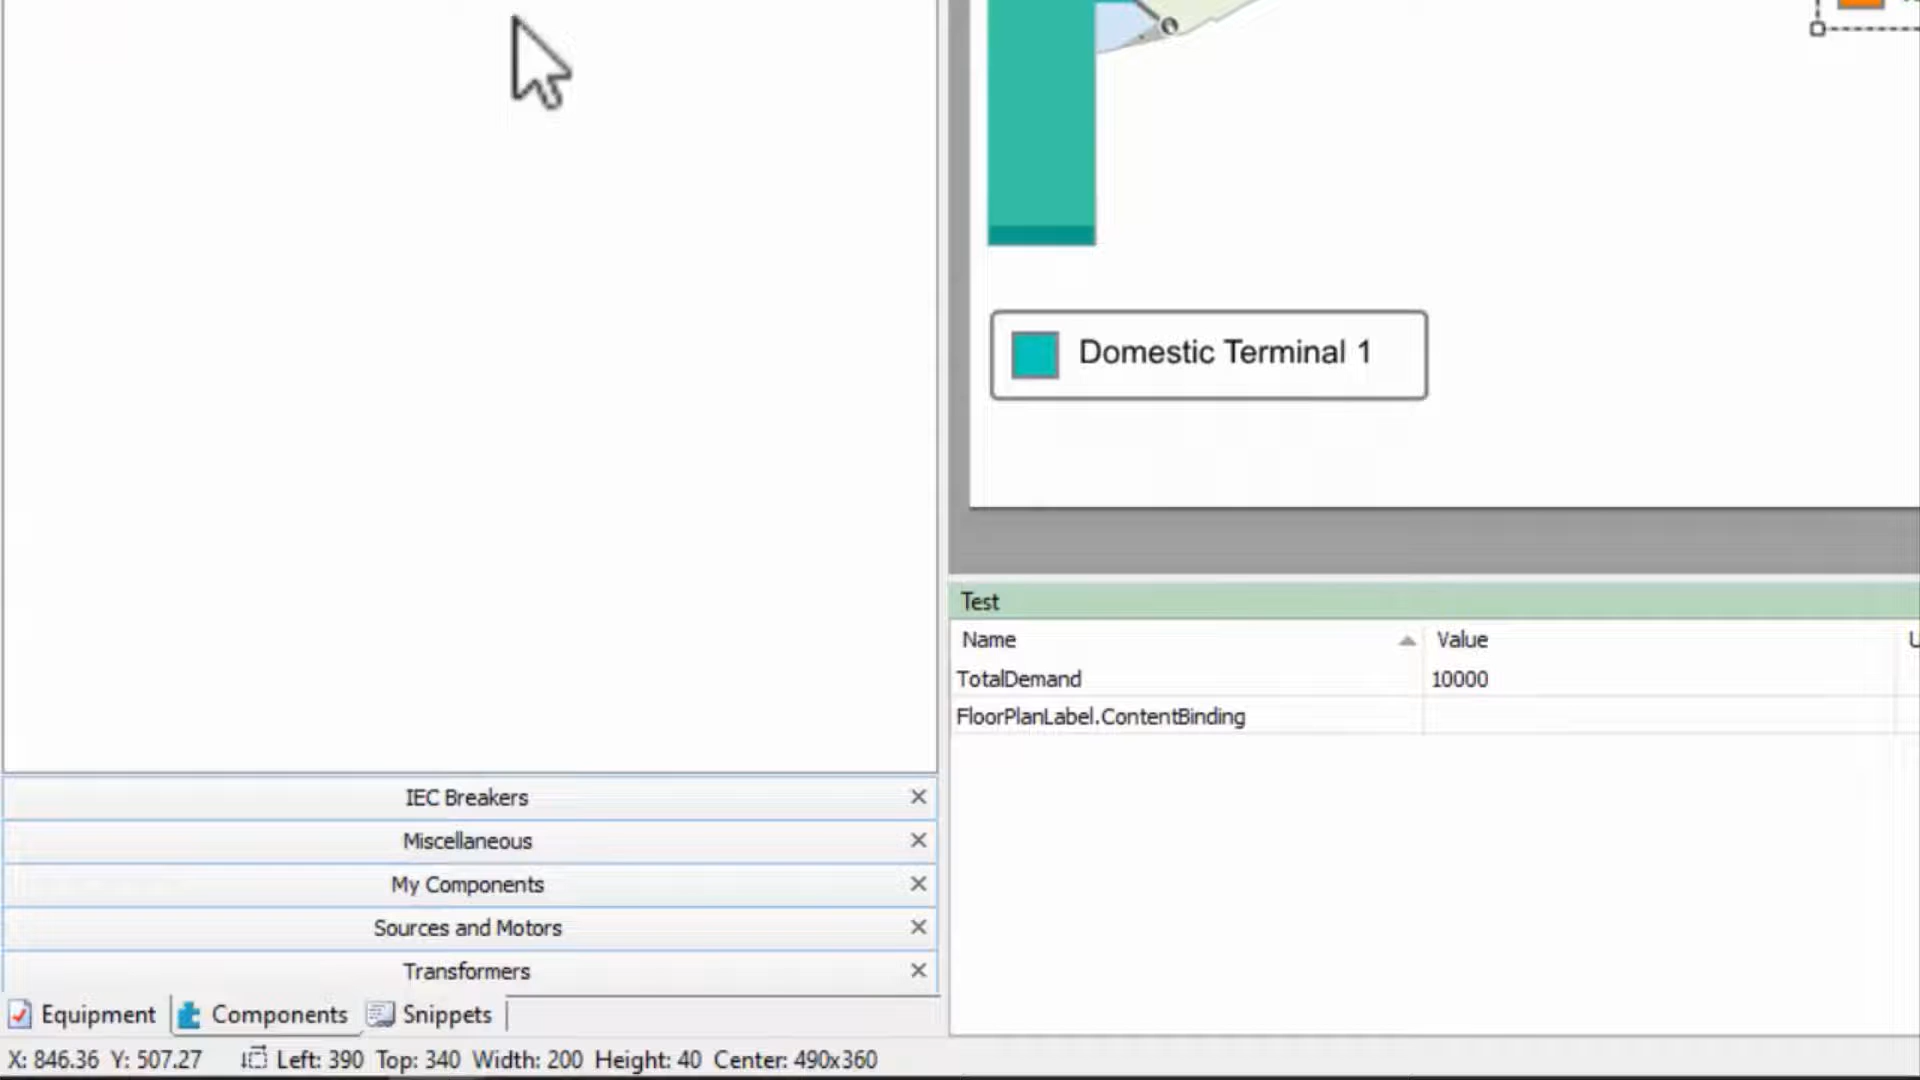 Domestic Terminal 1
Test
Name Value
TotalDemand 10000
FloorPlanLabel.ContentBinding
IEC Breakers
Miscellaneous
My Components
Sources and Motors
Transformers
Equipment Components Snippets
X: 846.36 Y: 507.27 Left: 390 Top: 340 Width: 200 Height: 40 Center: 490x360